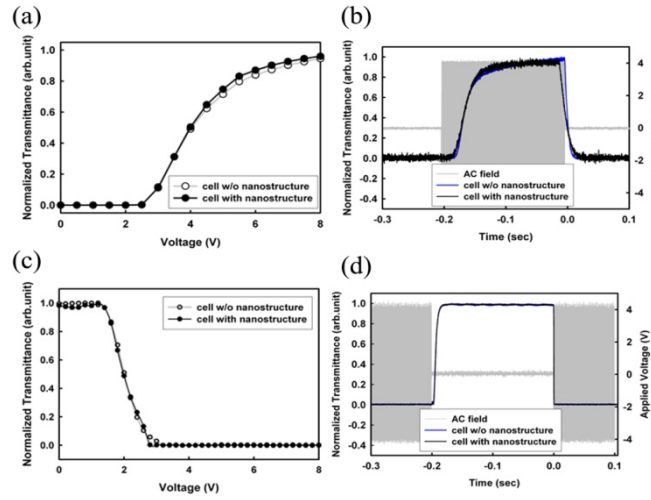 (a)
Normalized Transmittance (arb.unit)
1.0
0.8
0.6
0.4
0.2
0.0
cell w/o nanostructure
cell with nanostructure
0 2 4 6 8
Voltage (V)
(b)
Normalized Transmittance (arb.unit)
1.0
0.8
0.6
0.4
0.2
0.0
-0.2
-0.4
4
2
0
-2
-4
AC field
cell w/o nanostructure
cell with nanostructure
-0.3 -0.2 -0.1 0.0 0.1
Time (sec)
(c)
Normalized Transmittance (arb.unit)
1.0
0.8
0.6
0.4
0.2
0.0
cell w/o nanostructure
cell with nanostructure
0 2 4 6 8
Voltage (V)
(d)
Normalized Transmittance (arb.unit)
1.0
0.8
0.6
0.4
0.2
0.0
-0.2
-0.4
4
2
0
-2
-4
Applied Voltage (V)
AC field
cell w/o nanostructure
cell with nanostructure
-0.3 -0.2 -0.1 0.0 0.1
Time (sec)